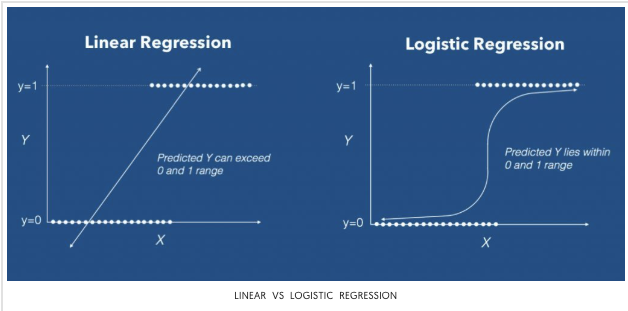 Linear Regression
y=1
Y
Predicted Y can exceed
0 and 1 range
y=0
X
Logistic Regression
y=1
Y
Predicted Y lies within
0 and 1 range
y=0
X
LINEAR VS LOGISTIC REGRESSION